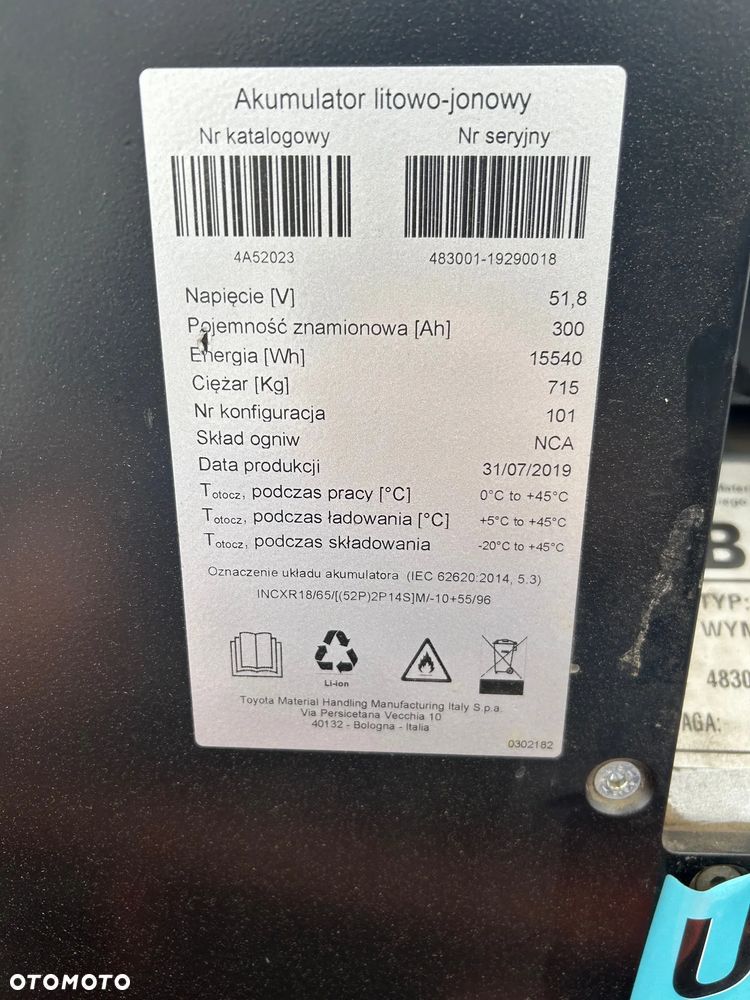 Akumulator litowo-jonowy
Nr katalogowy Nr seryjny
4A52023 483001-19290018
Napięcie [V] 51,8
Pojemność znamionowa [Ah] 300
Energia [Wh] 15540
Ciężar [Kg] 715
Nr konfiguracja 101
Skład ogniw NCA
Data produkcji 31/07/2019
Totocz, podczas pracy [°C] 0°C to +45°C
Totocz, podczas ładowania [°C] +5°C to +45°C
Totocz, podczas składowania -20°C to +45°C
Oznaczenie układu akumulatora (IEC 62620:2014, 5.3)
INCXR18/65/[(52P)2P14S]M/-10+55/96
Li-ion
Toyota Material Handling Manufacturing Italy S.p.a.
Via Persicetana Vecchia 10
40132 - Bologna - Italia
0302182
B
TYP:
WYM
4830
AGA:
U
OTOMOTO